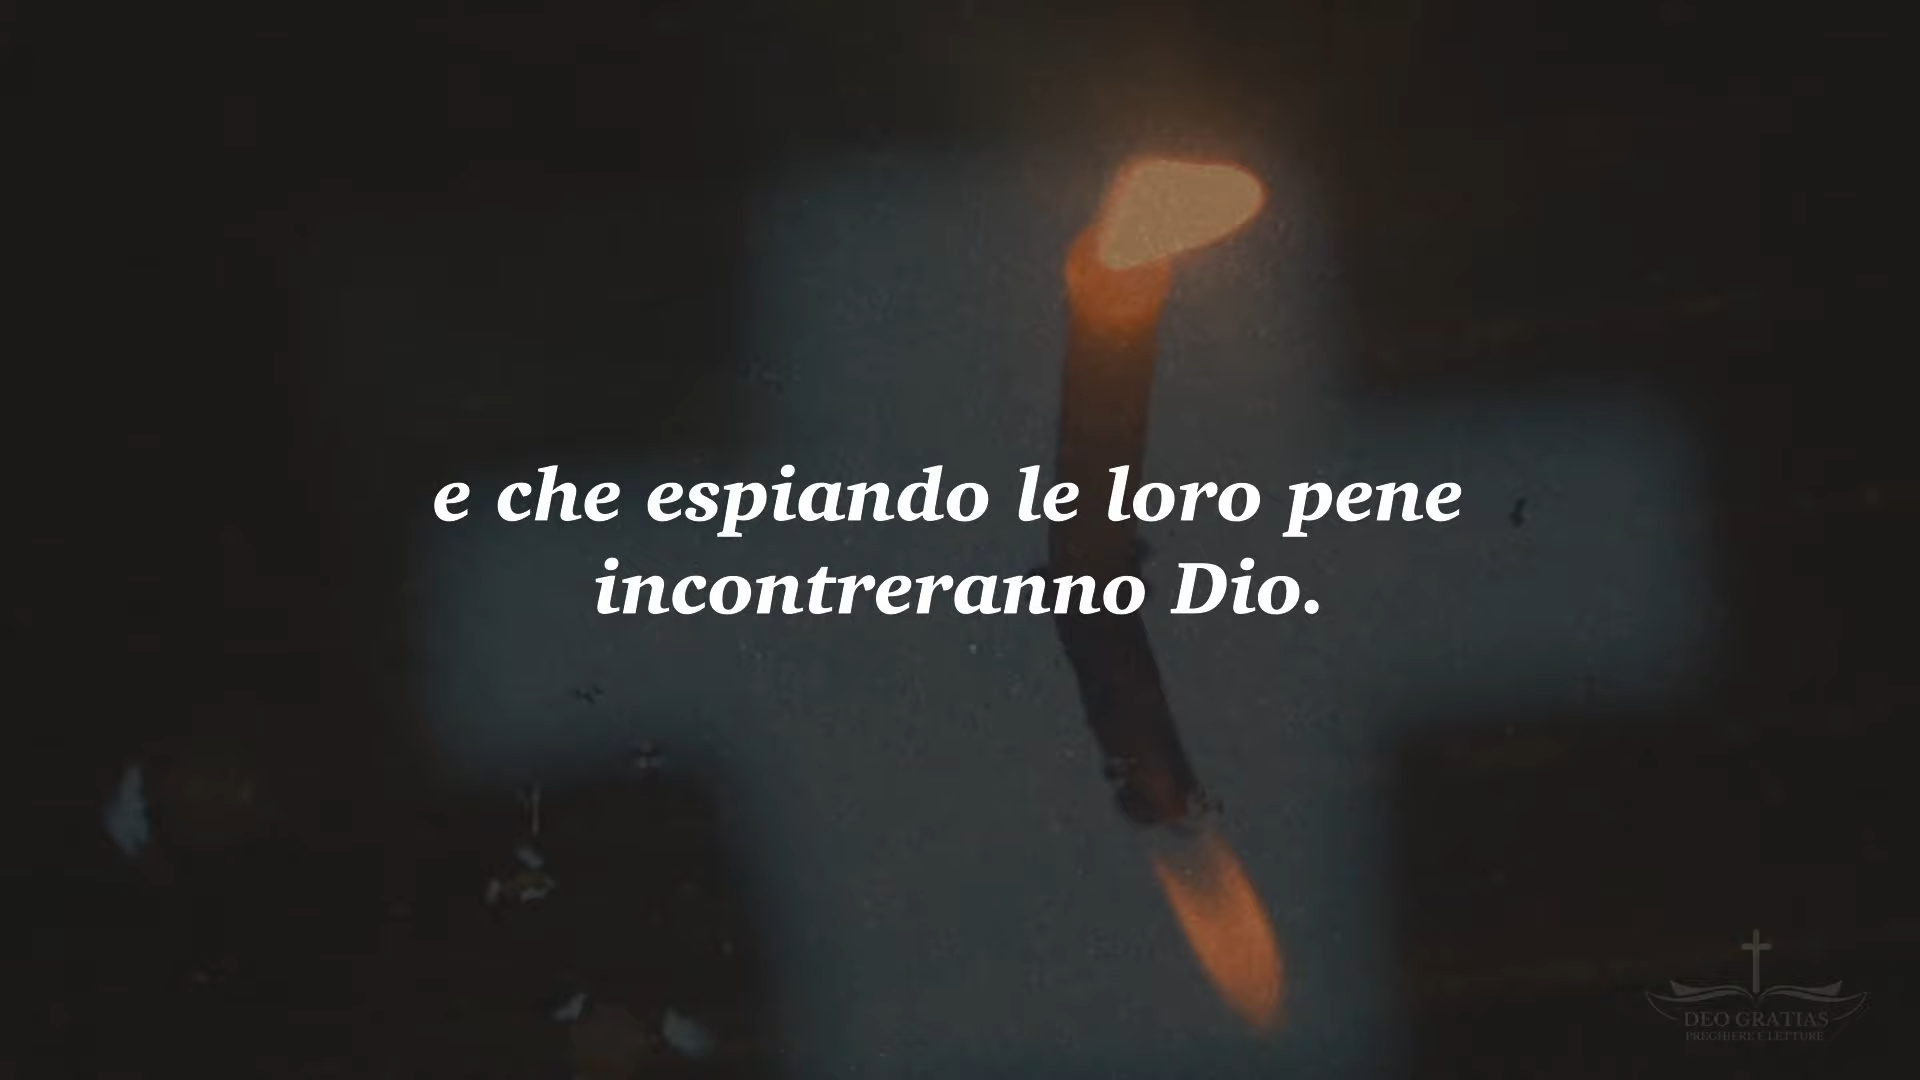 e che espiando le loro pene
incontreranno Dio.
DEO GRATIAS
PREGHIERE E LETTURE